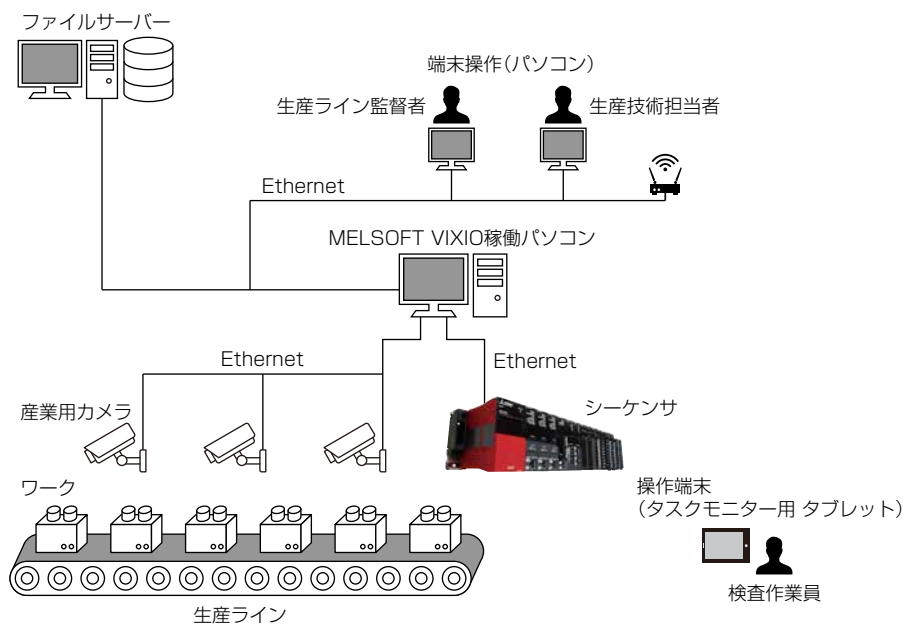 ファイルサーバー
端末操作(パソコン)
生産ライン監督者
生産技術担当者
Ethernet
MELSOFT VIXIO稼働パソコン
Ethernet
Ethernet
産業用カメラ
シーケンサ
ワーク
操作端末
(タスクモニター用 タブレット)
検査作業員
生産ライン